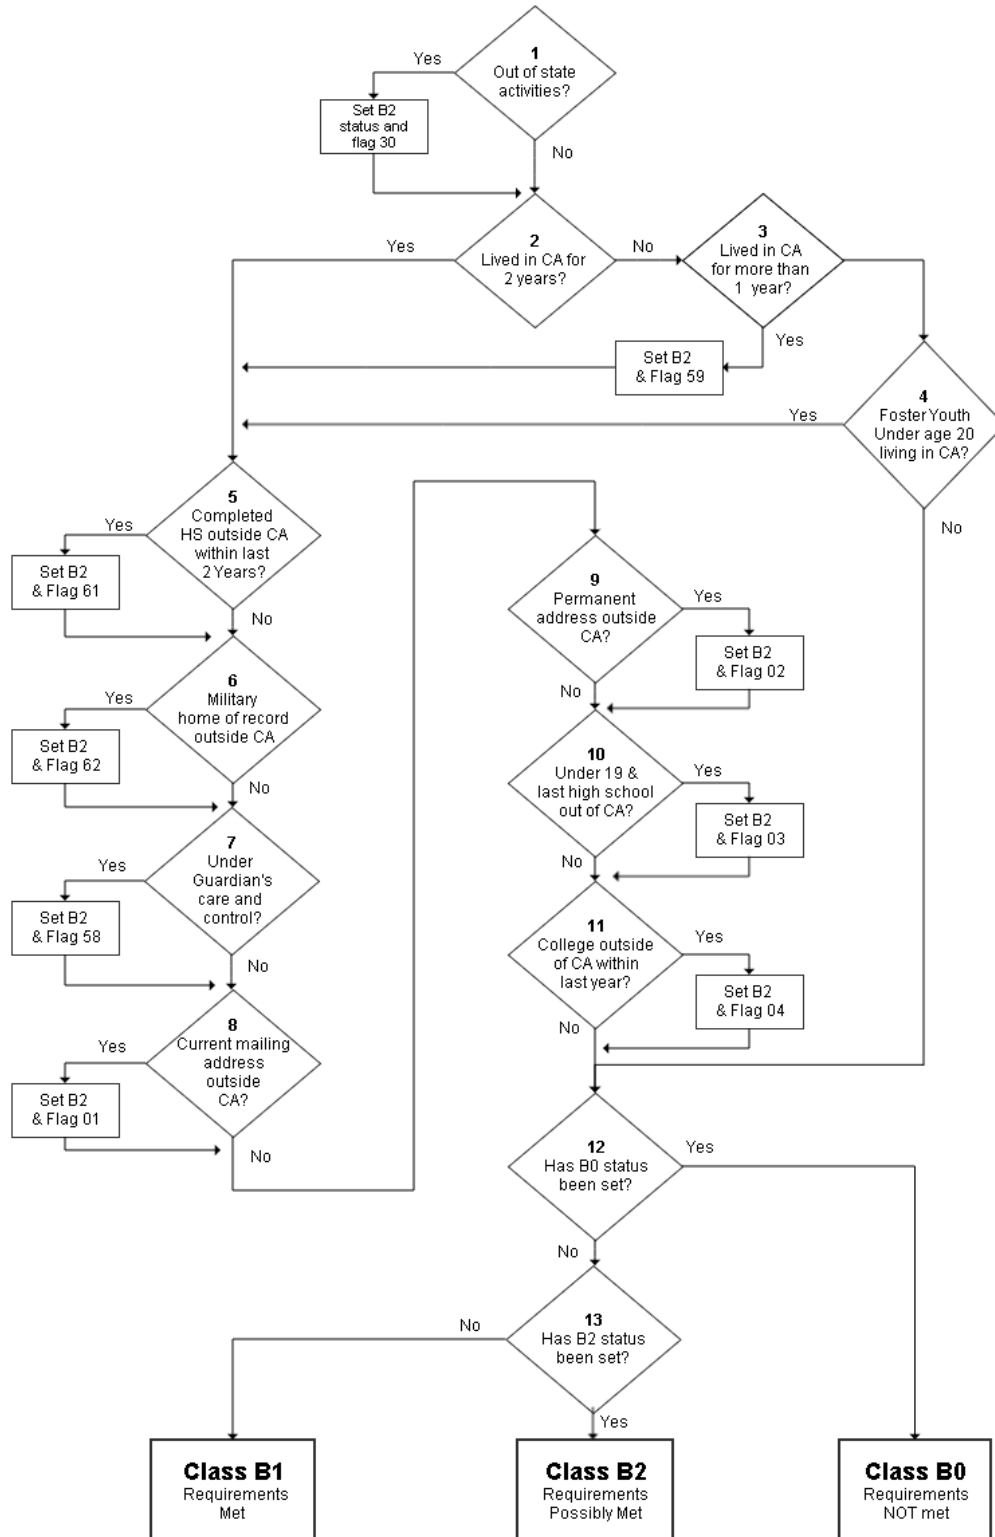 1
Out of state
activities?
Yes
No
Set B2
status and
flag 30
2
Lived in CA for
2 years?
Yes
No
3
Lived in CA
for more than
1 year?
Yes
Set B2
& Flag 59
4
Foster Youth
Under age 20
living in CA?
Yes
No
5
Completed
HS outside CA
within last
2 Years?
Yes
No
Set B2
& Flag 61
6
Military
home of record
outside CA
Yes
No
Set B2
& Flag 62
7
Under
Guardian's
care and
control?
Yes
No
Set B2
& Flag 58
8
Current mailing
address
outside
CA?
Yes
No
Set B2
& Flag 01
9
Permanent
address outside
CA?
Yes
No
Set B2
& Flag 02
10
Under 19 &
last high school
out of CA?
Yes
No
Set B2
& Flag 03
11
College outside
of CA within
last year?
Yes
No
Set B2
& Flag 04
12
Has B0 status
been set?
Yes
No
13
Has B2 status
been set?
No
Yes
Class B1
Requirements
Met
Class B2
Requirements
Possibly Met
Class B0
Requirements
NOT met